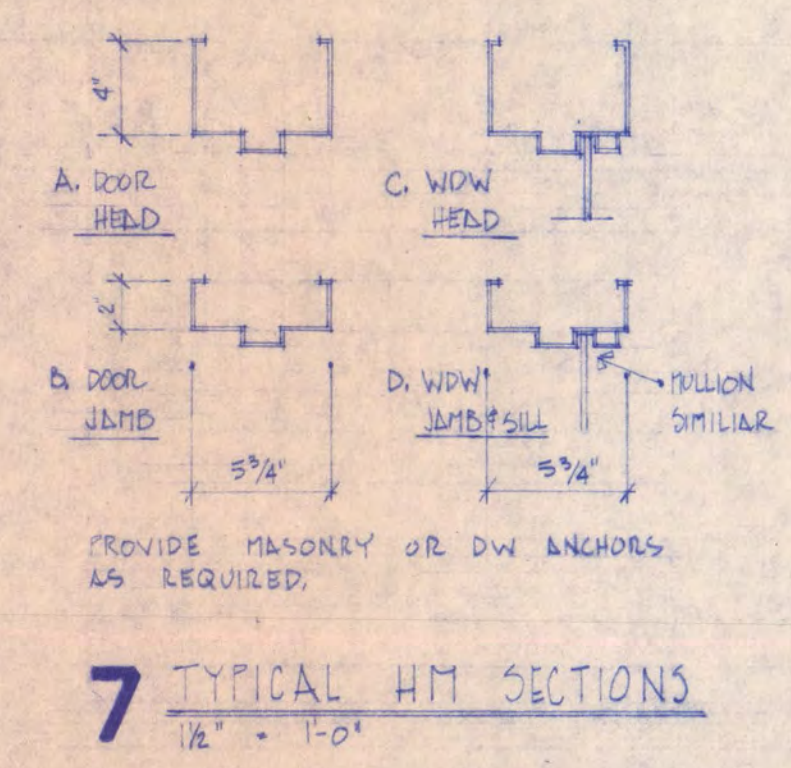 4"
A. DOOR
HEAD
C. WDW
HEAD
2"
B. DOOR
JAMB
D. WDW
JAMB & SILL
MULLION
SIMILIAR
5 3/4"
5 3/4"
PROVIDE MASONRY OR DW ANCHORS
AS REQUIRED.
7 TYPICAL HM SECTIONS
1 1/2" = 1'-0"